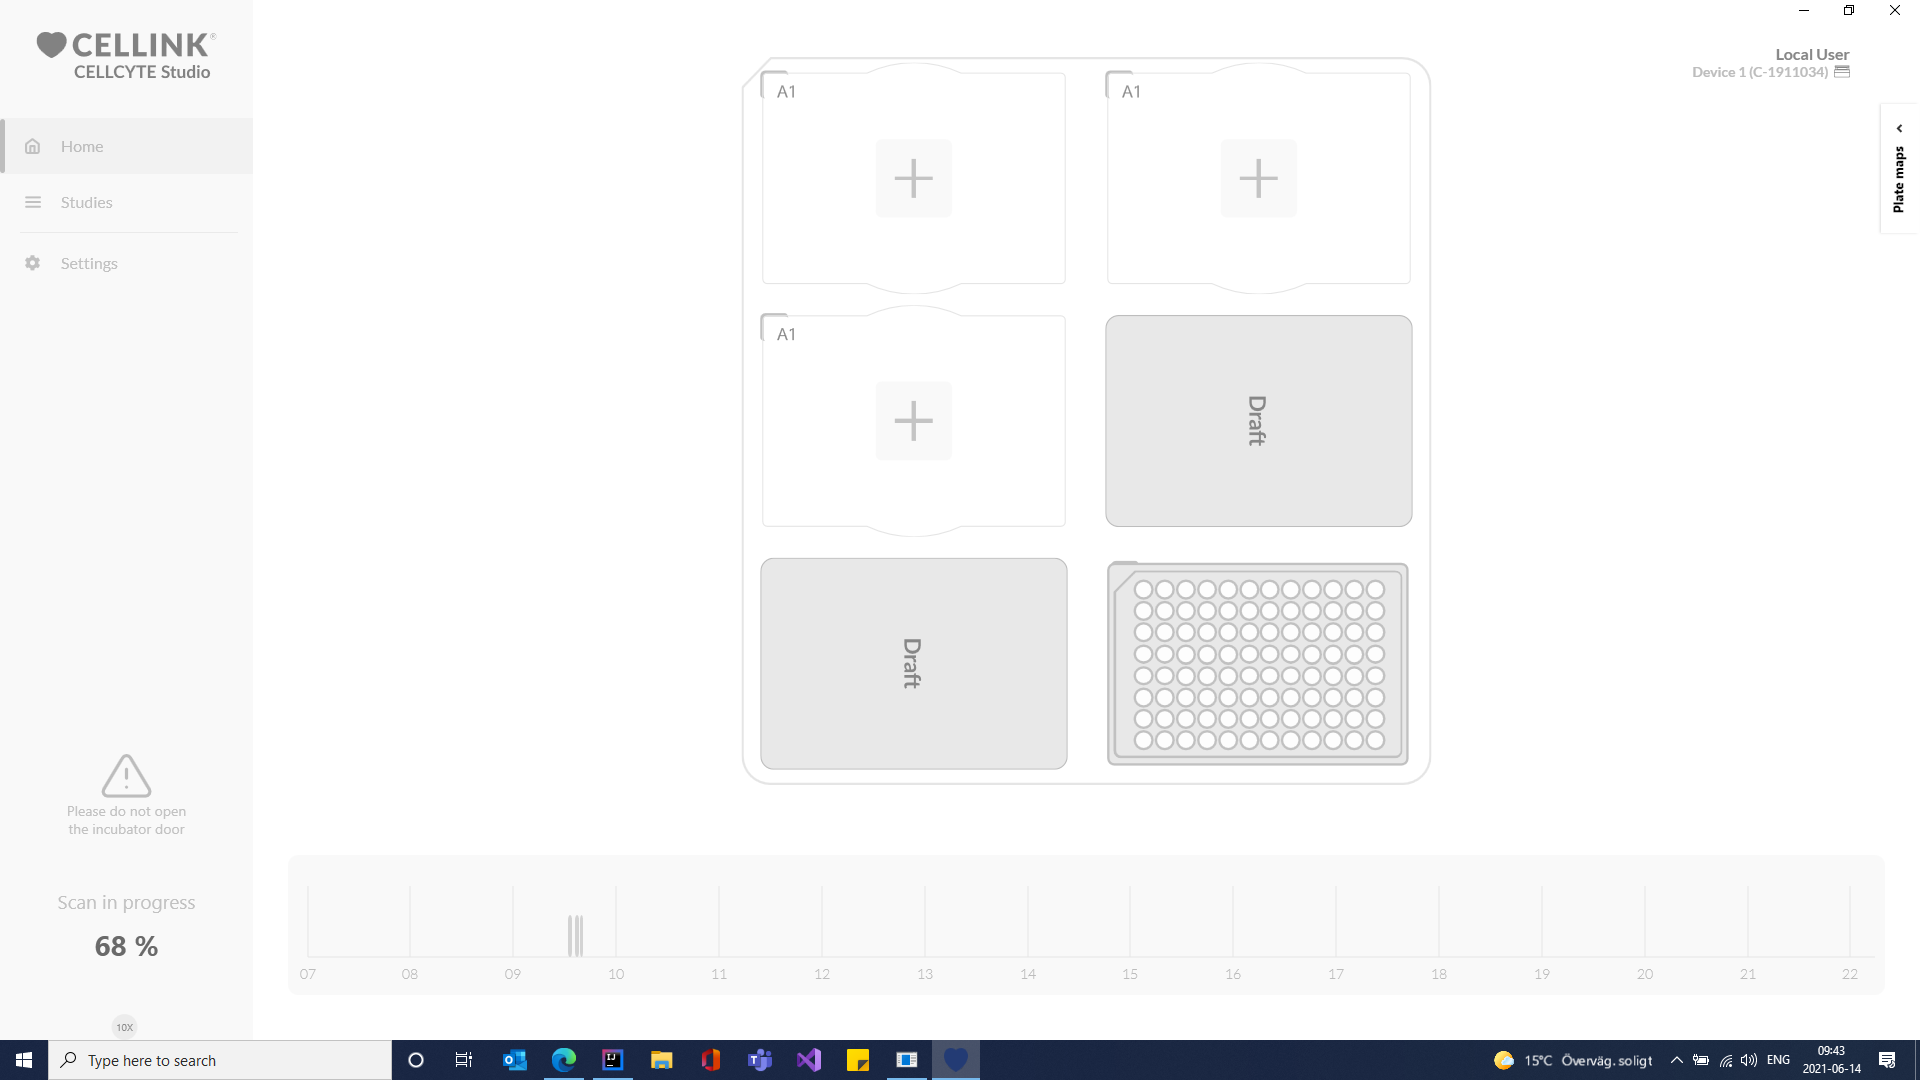 CELLINK®
CELLCYTE Studio
Home
Studies
Settings
Please do not open
the incubator door
Scan in progress
68 %
10X
Local User
Device 1 (C-1911034)
Plate maps
A1
A1
A1
Draft
Draft
07 08 09 10 11 12 13 14 15 16 17 18 19 20 21 22
Type here to search
15°C Överväg. soligt
ENG
09:43
2021-06-14